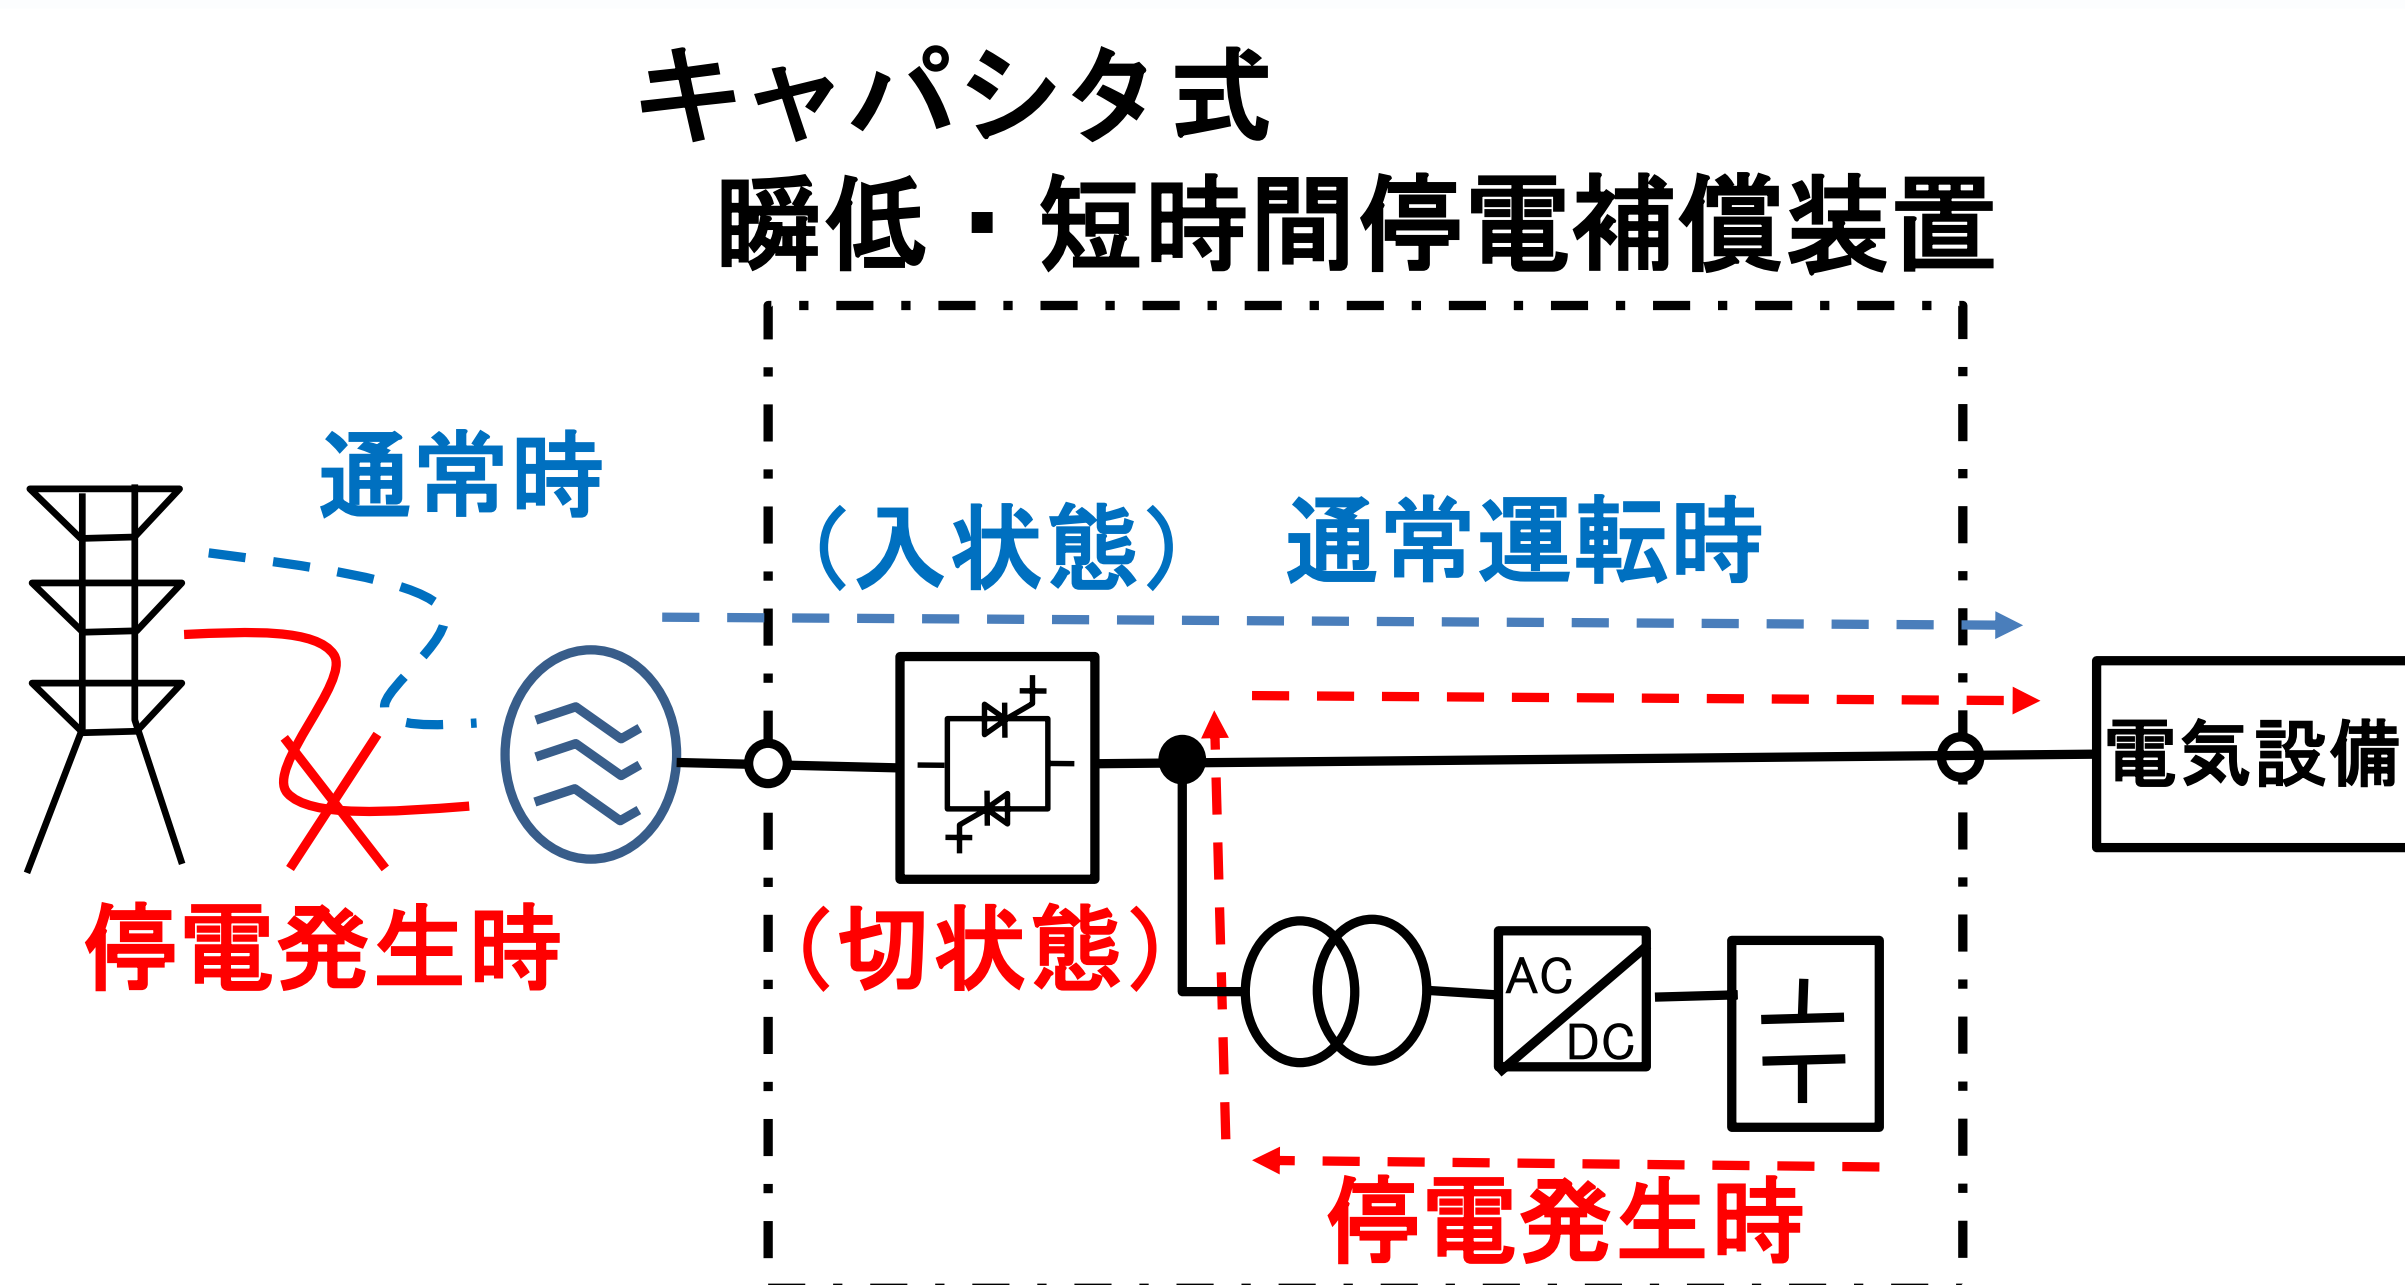 キャパシタ式
瞬低・短時間停電補償装置
通常時
（入状態）
通常運転時
電気設備
停電発生時
（切状態）
AC
DC
停電発生時